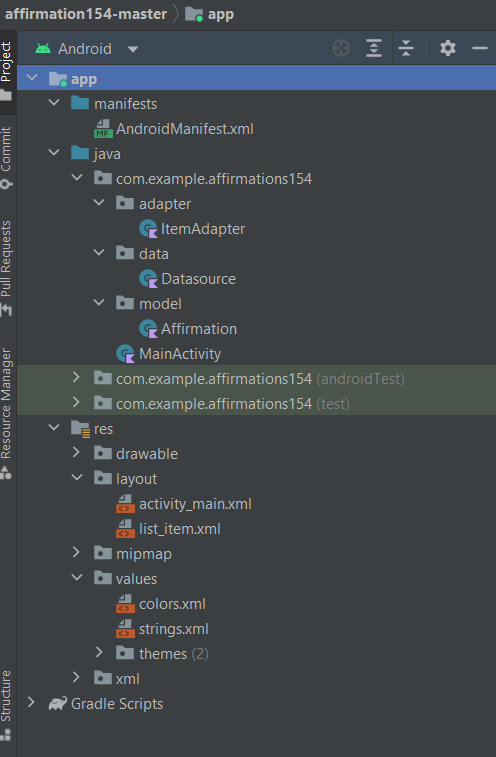 affirmation154-master app
Android
app
manifests
MF AndroidManifest.xml
java
com.example.affirmations154
adapter
ItemAdapter
data
Datasource
model
Affirmation
MainActivity
com.example.affirmations154 (androidTest)
com.example.affirmations154 (test)
res
drawable
layout
activity_main.xml
list_item.xml
mipmap
values
colors.xml
strings.xml
themes (2)
xml
Gradle Scripts
Project
Commit
Pull Requests
Resource Manager
Structure